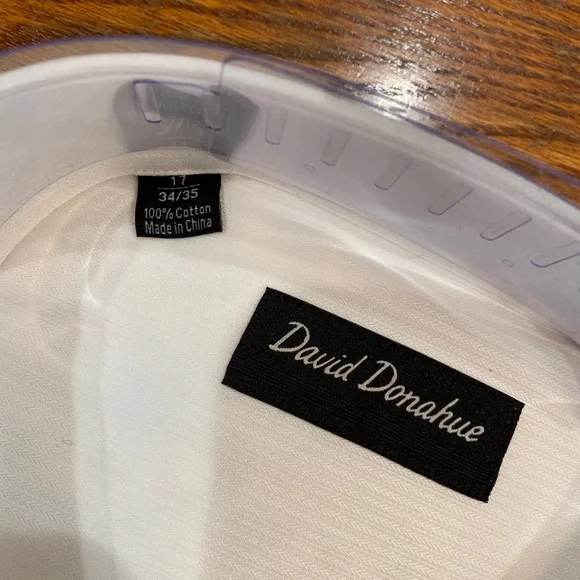 17
34/35
100% Cotton
Made in China
David Donahue